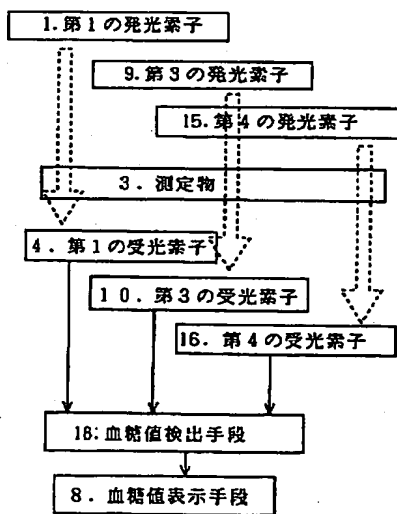 1.第1の発光素子
9.第3の発光素子
15.第4の発光素子
3．測定物
4．第1の受光素子
10．第3の受光素子
16．第4の受光素子
18:血糖値検出手段
8．血糖値表示手段